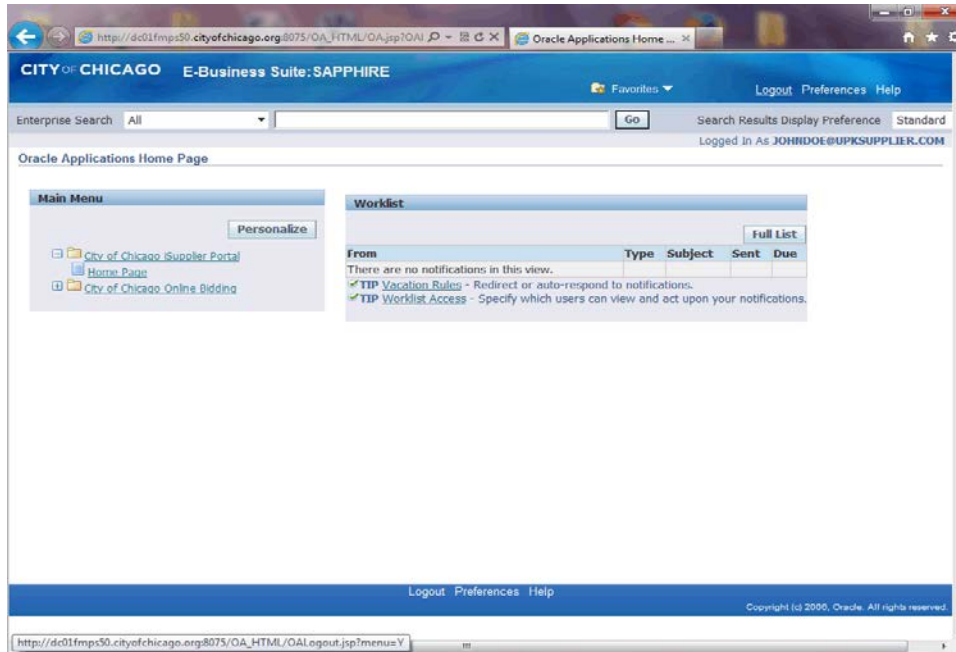 http://dc01fmps50.cityofchicago.org:8075/OA_HTML/OA.jsp?OAI
Oracle Applications Home ...
CITY OF CHICAGO E-Business Suite: SAPPHIRE
Favorites
Logout Preferences Help
Enterprise Search All Go Search Results Display Preference Standard
Logged In As JOHNDOE@UPKSUPPLIER.COM
Oracle Applications Home Page
Main Menu
Personalize
City of Chicago iSupplier Portal
Home Page
City of Chicago Online Bidding
Worklist
Full List
From Type Subject Sent Due
There are no notifications in this view.
TIP Vacation Rules - Redirect or auto-respond to notifications.
TIP Worklist Access - Specify which users can view and act upon your notifications.
Logout Preferences Help
Copyright (c) 2006, Oracle. All rights reserved.
http://dc01fmps50.cityofchicago.org:8075/OA_HTML/OALogout.jsp?menu=Y